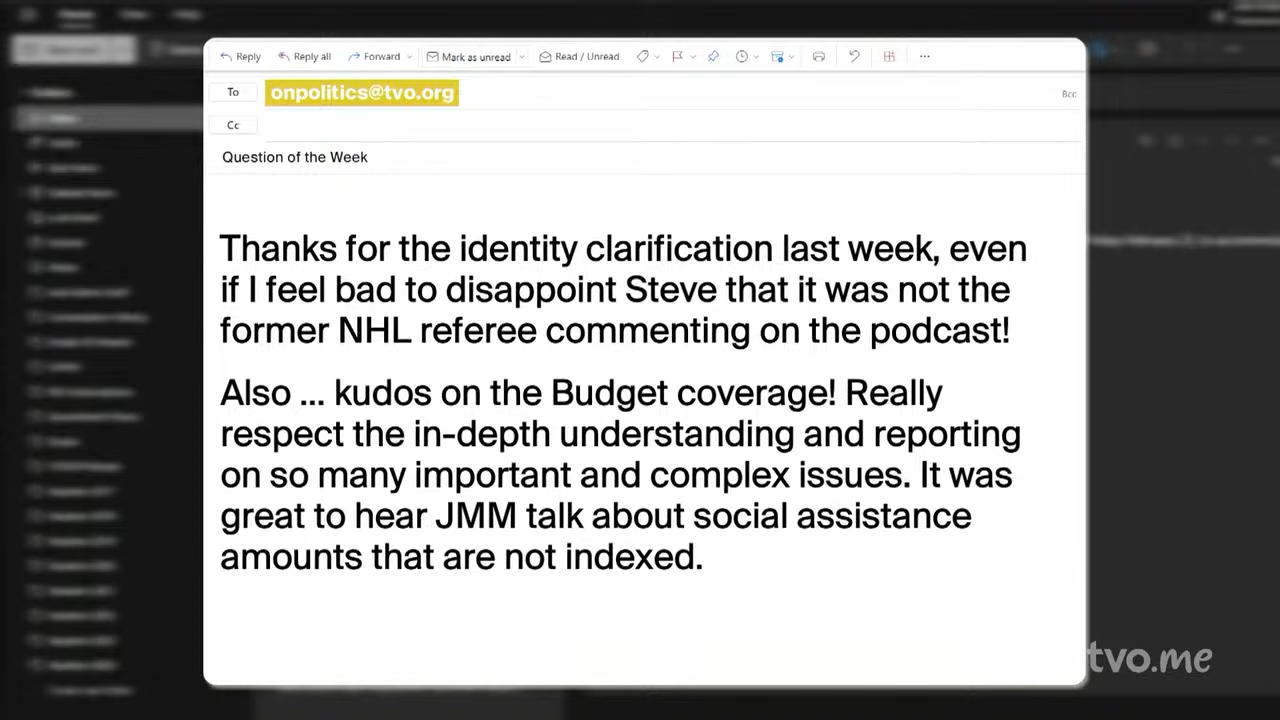 Reply Reply all Forward Mark as unread Read / Unread ...
To onpolitics@tvo.org Bcc
Cc
Question of the Week
Thanks for the identity clarification last week, even
if I feel bad to disappoint Steve that it was not the
former NHL referee commenting on the podcast!
Also ... kudos on the Budget coverage! Really
respect the in-depth understanding and reporting
on so many important and complex issues. It was
great to hear JMM talk about social assistance
amounts that are not indexed.
tvo.me